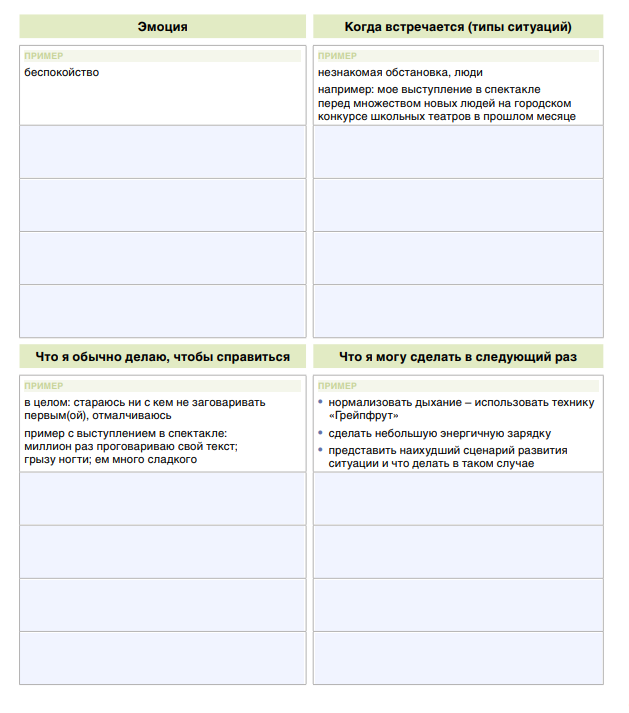 Эмоция
Когда встречается (типы ситуаций)
ПРИМЕР
беспокойство
ПРИМЕР
незнакомая обстановка, люди
например: мое выступление в спектакле
перед множеством новых людей на городском
конкурсе школьных театров в прошлом месяце
Что я обычно делаю, чтобы справиться
Что я могу сделать в следующий раз
ПРИМЕР
в целом: стараюсь ни с кем не заговаривать
первым(ой), отмалчиваюсь
пример с выступлением в спектакле:
миллион раз проговариваю свой текст;
грызу ногти; ем много сладкого
ПРИМЕР
• нормализовать дыхание – использовать технику
«Грейпфрут»
• сделать небольшую энергичную зарядку
• представить наихудший сценарий развития
ситуации и что делать в таком случае